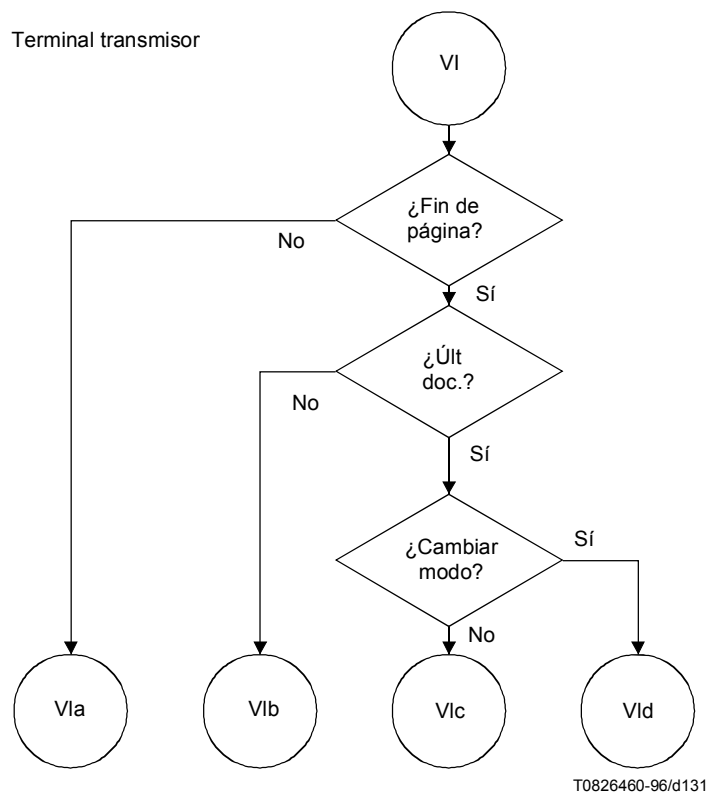 Terminal transmisor
VI
¿Fin de
página?
No
Sí
¿Últ
doc.?
No
Sí
¿Cambiar
modo?
Sí
No
VIa
VIb
VIc
VId
T0826460-96/d131